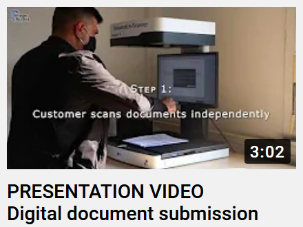 STEP 1:
Customer scans documents independently
3:02
PRESENTATION VIDEO
Digital document submission